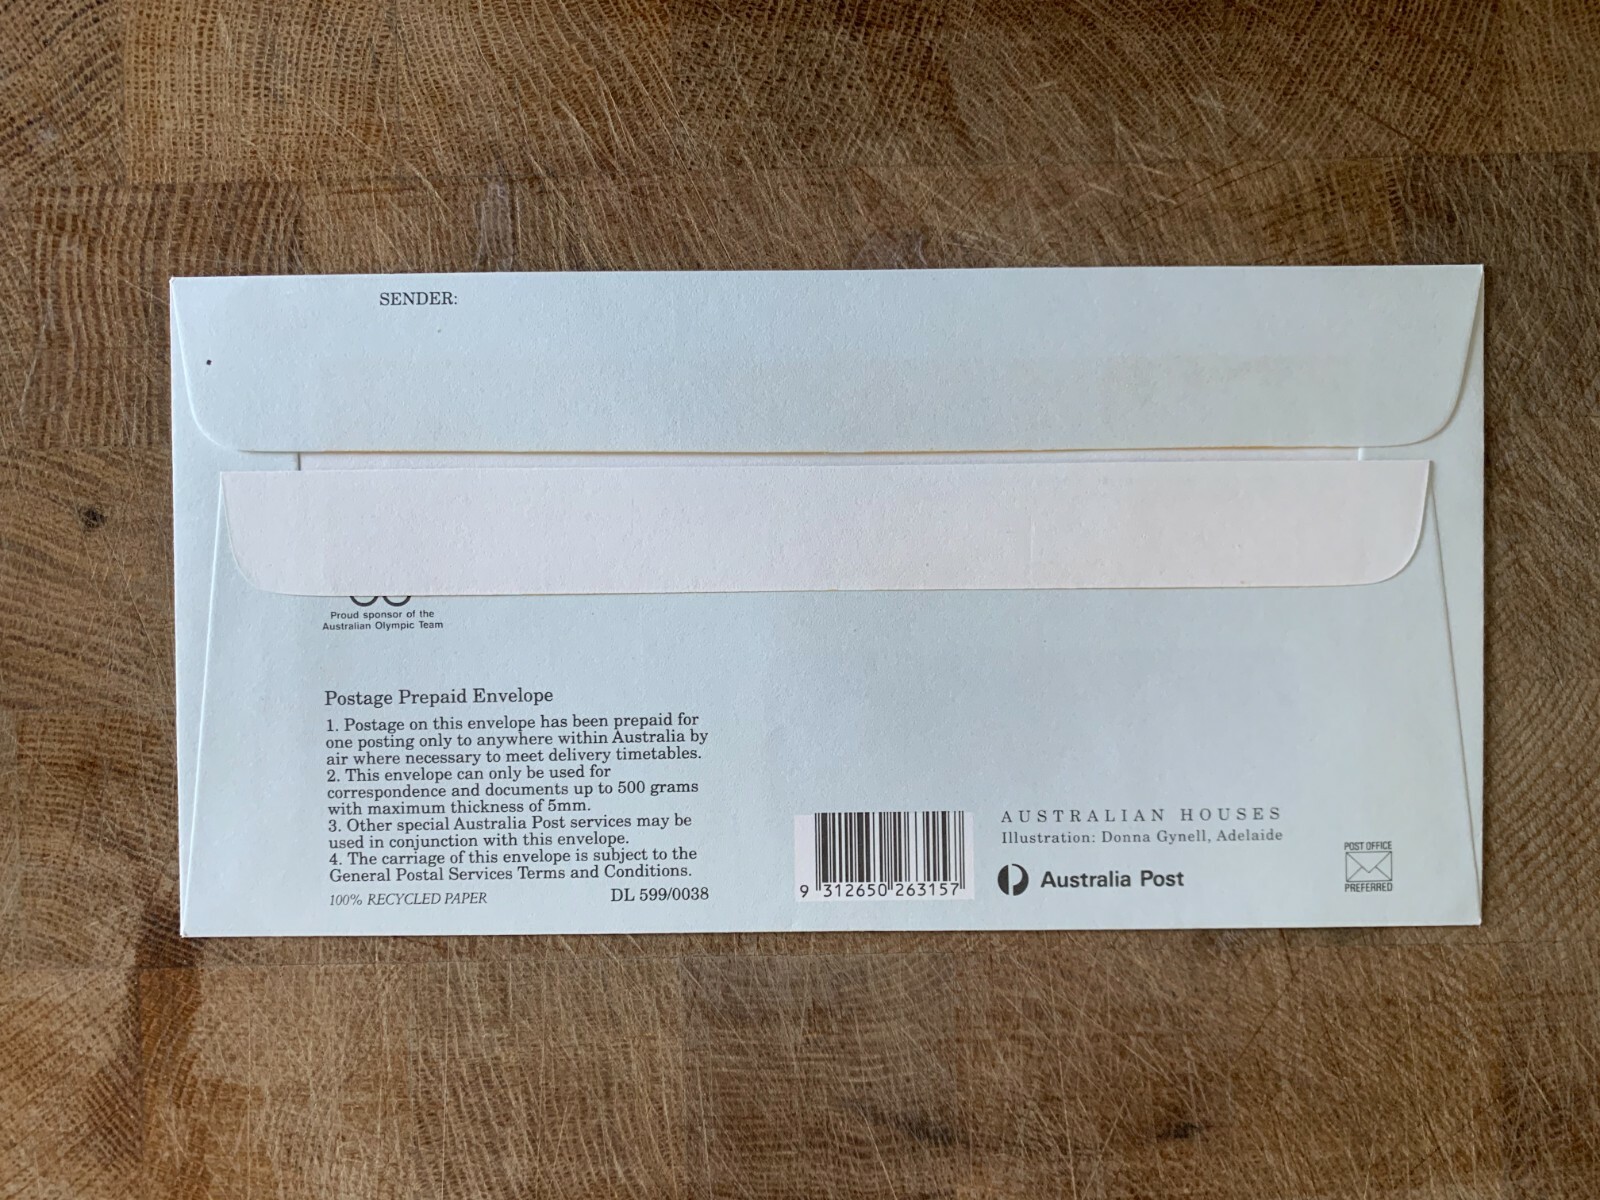 SENDER:
Proud sponsor of the
Australian Olympic Team
Postage Prepaid Envelope
1. Postage on this envelope has been prepaid for
one posting only to anywhere within Australia by
air where necessary to meet delivery timetables.
2. This envelope can only be used for
correspondence and documents up to 500 grams
with maximum thickness of 5mm.
3. Other special Australia Post services may be
used in conjunction with this envelope.
4. The carriage of this envelope is subject to the
General Postal Services Terms and Conditions.
100% RECYCLED PAPER DL 599/0038
9 312650 263157
AUSTRALIAN HOUSES
Illustration: Donna Gynell, Adelaide
Australia Post
POST OFFICE
PREFERRED